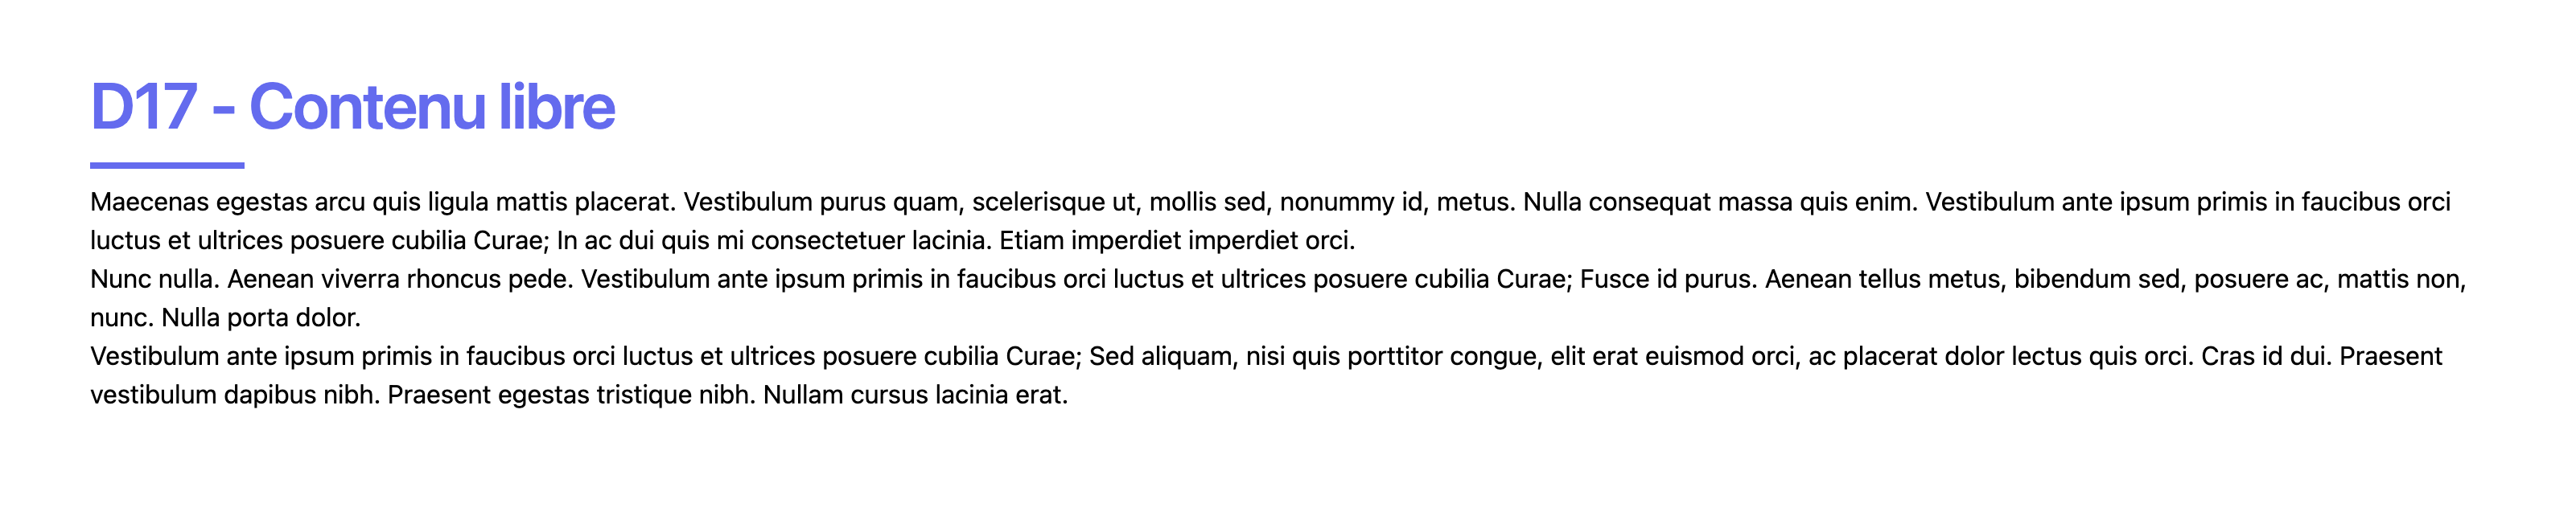 D17 - Contenu libre
Maecenas egestas arcu quis ligula mattis placerat. Vestibulum purus quam, scelerisque ut, mollis sed, nonummy id, metus. Nulla consequat massa quis enim. Vestibulum ante ipsum primis in faucibus orci
luctus et ultrices posuere cubilia Curae; In ac dui quis mi consectetuer lacinia. Etiam imperdiet imperdiet orci.
Nunc nulla. Aenean viverra rhoncus pede. Vestibulum ante ipsum primis in faucibus orci luctus et ultrices posuere cubilia Curae; Fusce id purus. Aenean tellus metus, bibendum sed, posuere ac, mattis non,
nunc. Nulla porta dolor.
Vestibulum ante ipsum primis in faucibus orci luctus et ultrices posuere cubilia Curae; Sed aliquam, nisi quis porttitor congue, elit erat euismod orci, ac placerat dolor lectus quis orci. Cras id dui. Praesent
vestibulum dapibus nibh. Praesent egestas tristique nibh. Nullam cursus lacinia erat.